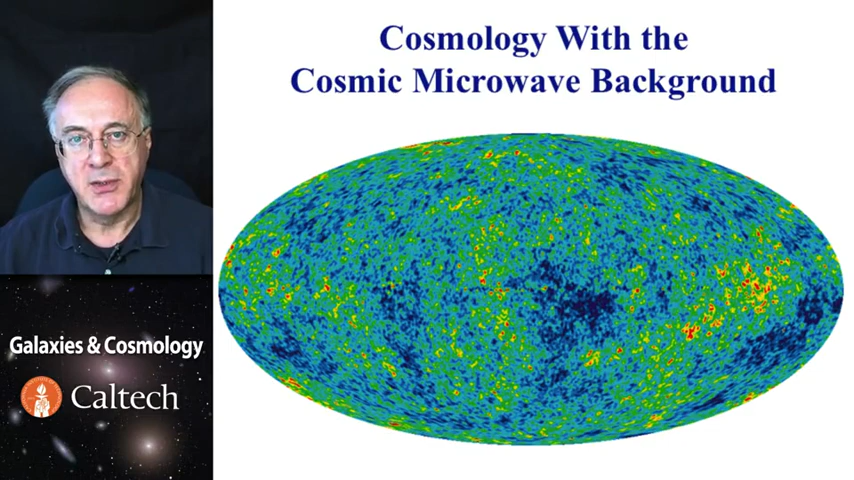 Cosmology With the
Cosmic Microwave Background
Galaxies & Cosmology
Caltech